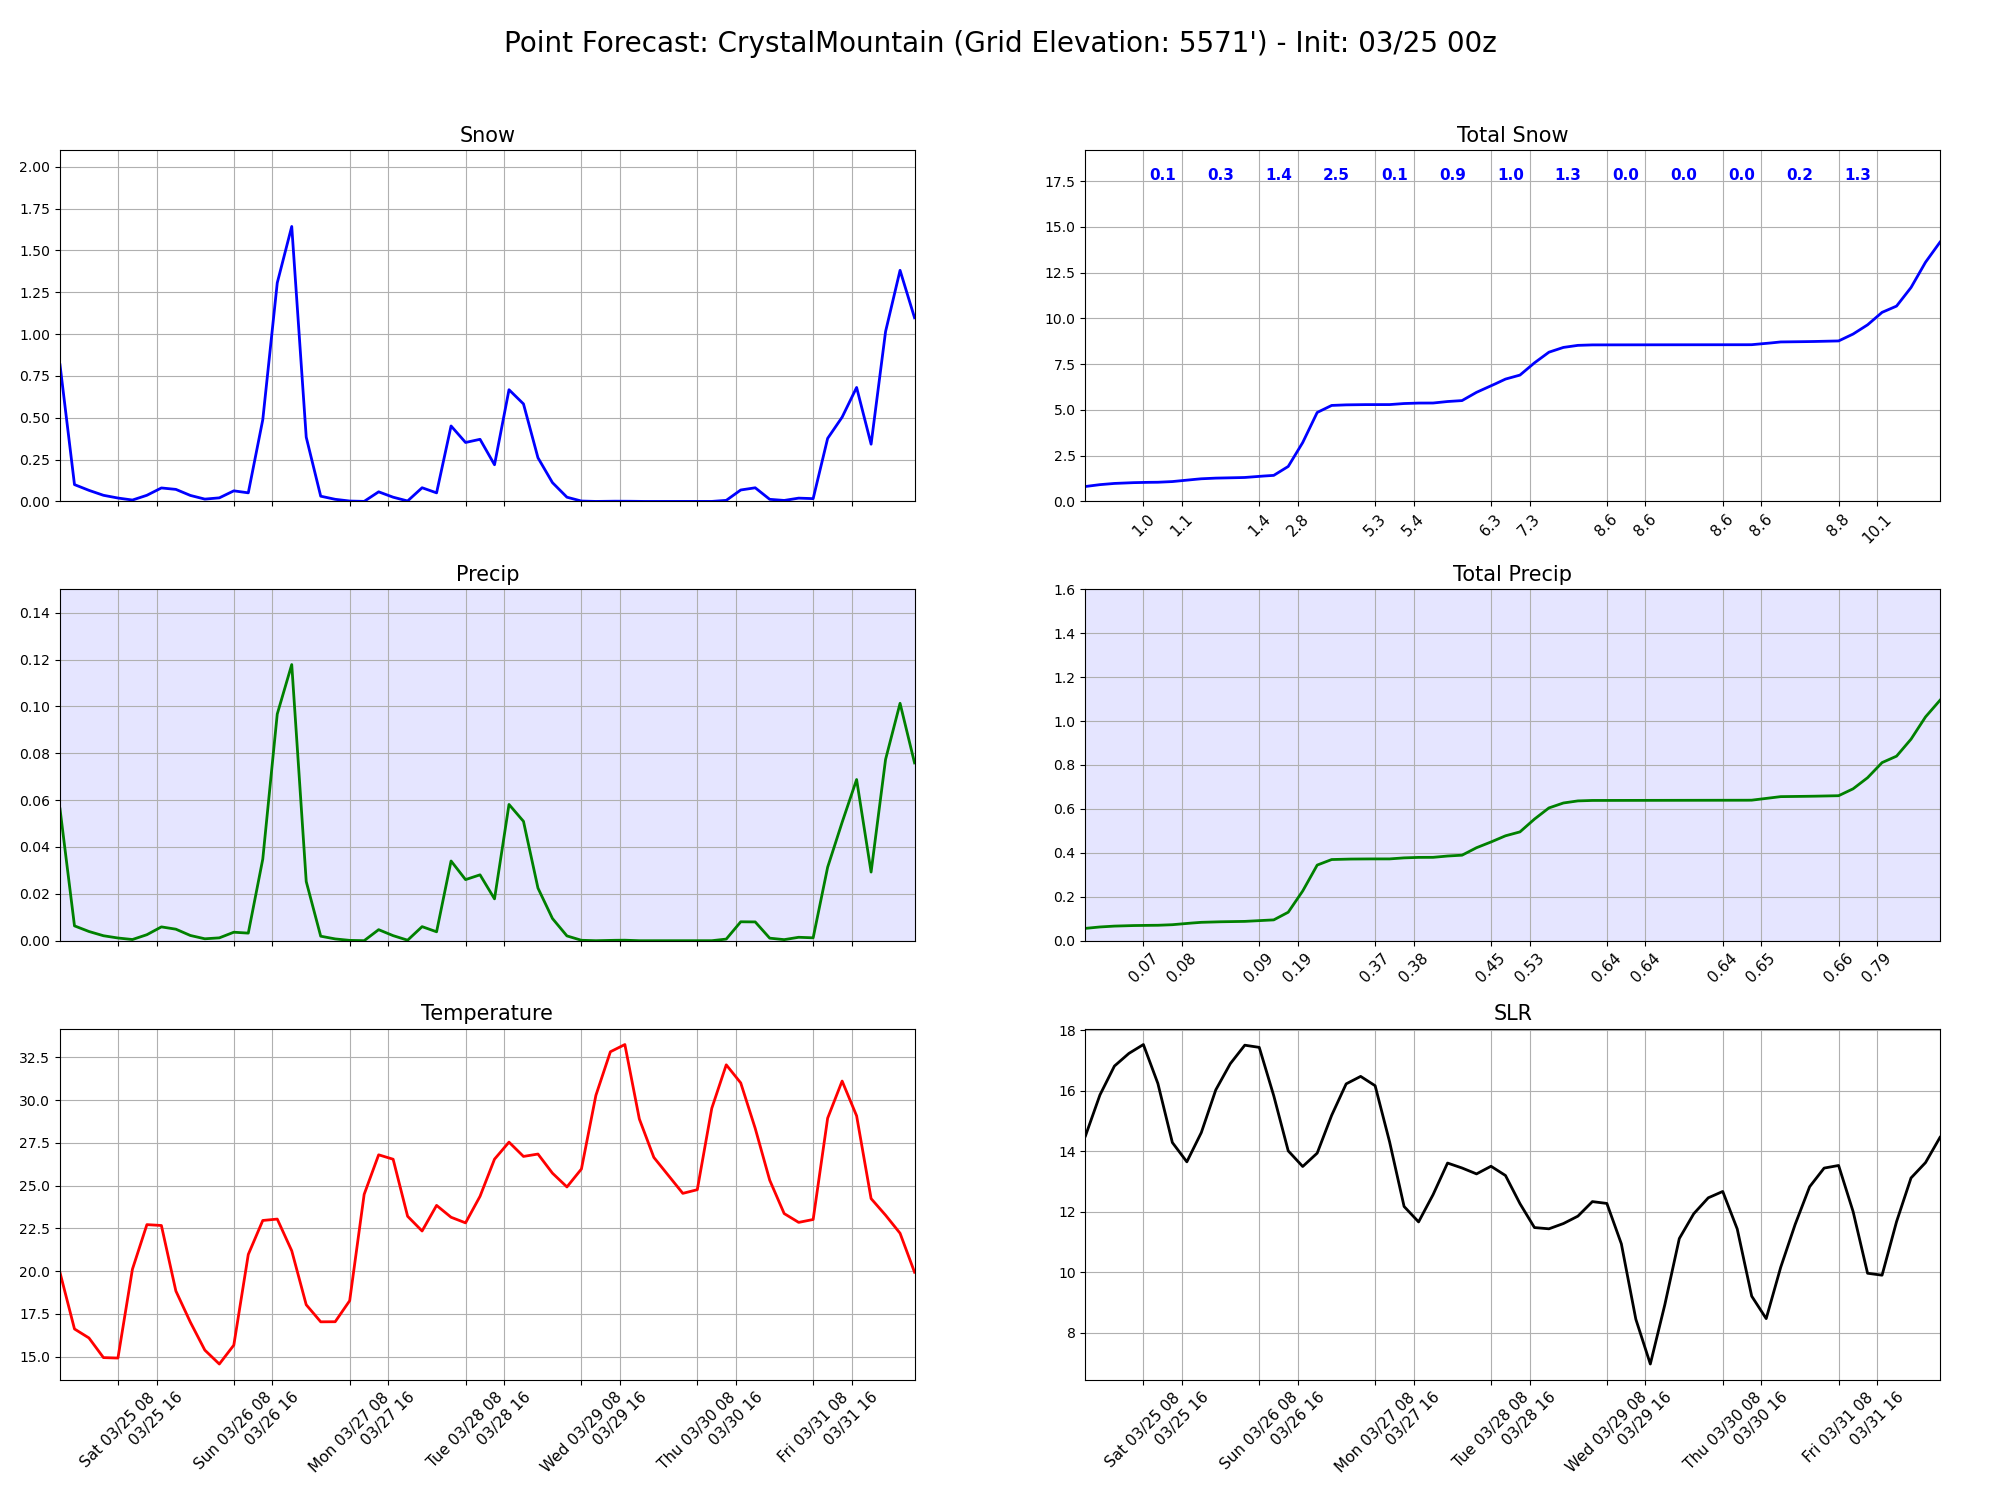 Point Forecast: CrystalMountain (Grid Elevation: 5571') - Init: 03/25 00z
Snow
2.00
1.75
1.50
1.25
1.00
0.75
0.50
0.25
0.00
Total Snow
0.1 0.3 1.4 2.5 0.1 0.9 1.0 1.3 0.0 0.0 0.0 0.2 1.3
17.5
15.0
12.5
10.0
7.5
5.0
2.5
0.0
1.0 1.1 1.4 2.8 5.3 5.4 6.3 7.3 8.6 8.6 8.6 8.6 8.8 10.1
Precip
0.14
0.12
0.10
0.08
0.06
0.04
0.02
0.00
Total Precip
1.6
1.4
1.2
1.0
0.8
0.6
0.4
0.2
0.0
0.07 0.08 0.09 0.19 0.37 0.38 0.45 0.53 0.64 0.64 0.64 0.65 0.66 0.79
Temperature
32.5
30.0
27.5
25.0
22.5
20.0
17.5
15.0
Sat 03/25 08
03/25 16
Sun 03/26 08
03/26 16
Mon 03/27 08
03/27 16
Tue 03/28 08
03/28 16
Wed 03/29 08
03/29 16
Thu 03/30 08
03/30 16
Fri 03/31 08
03/31 16
SLR
18
16
14
12
10
8
Sat 03/25 08
03/25 16
Sun 03/26 08
03/26 16
Mon 03/27 08
03/27 16
Tue 03/28 08
03/28 16
Wed 03/29 08
03/29 16
Thu 03/30 08
03/30 16
Fri 03/31 08
03/31 16